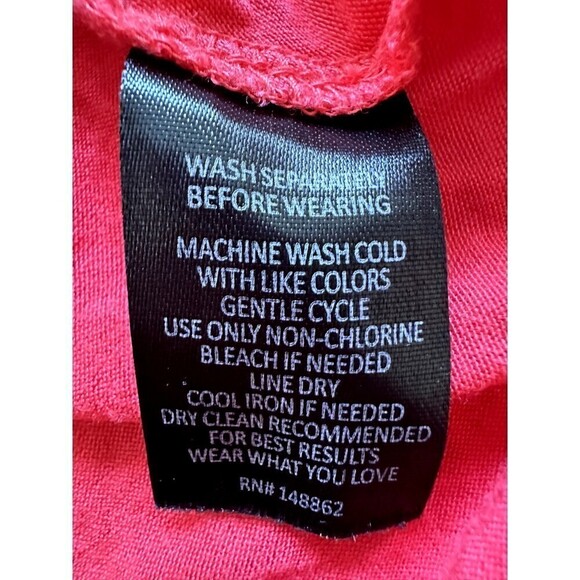 WASH SEPARATELY
BEFORE WEARING
MACHINE WASH COLD
WITH LIKE COLORS
GENTLE CYCLE
USE ONLY NON-CHLORINE
BLEACH IF NEEDED
LINE DRY
COOL IRON IF NEEDED
DRY CLEAN RECOMMENDED
FOR BEST RESULTS
WEAR WHAT YOU LOVE
RN# 148862